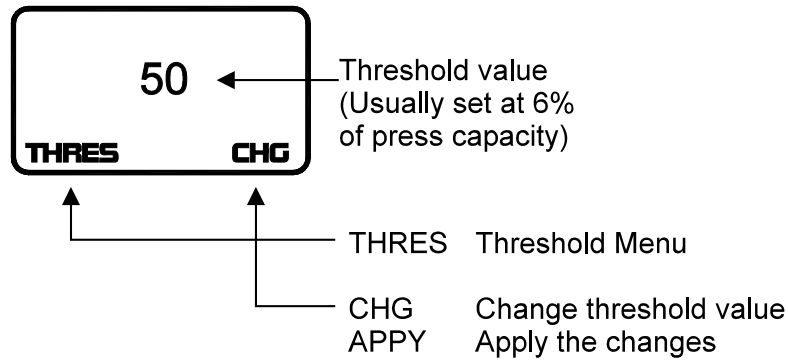 50
Threshold value
(Usually set at 6%
of press capacity)
THRES CHG
THRES Threshold Menu
CHG Change threshold value
APPY Apply the changes